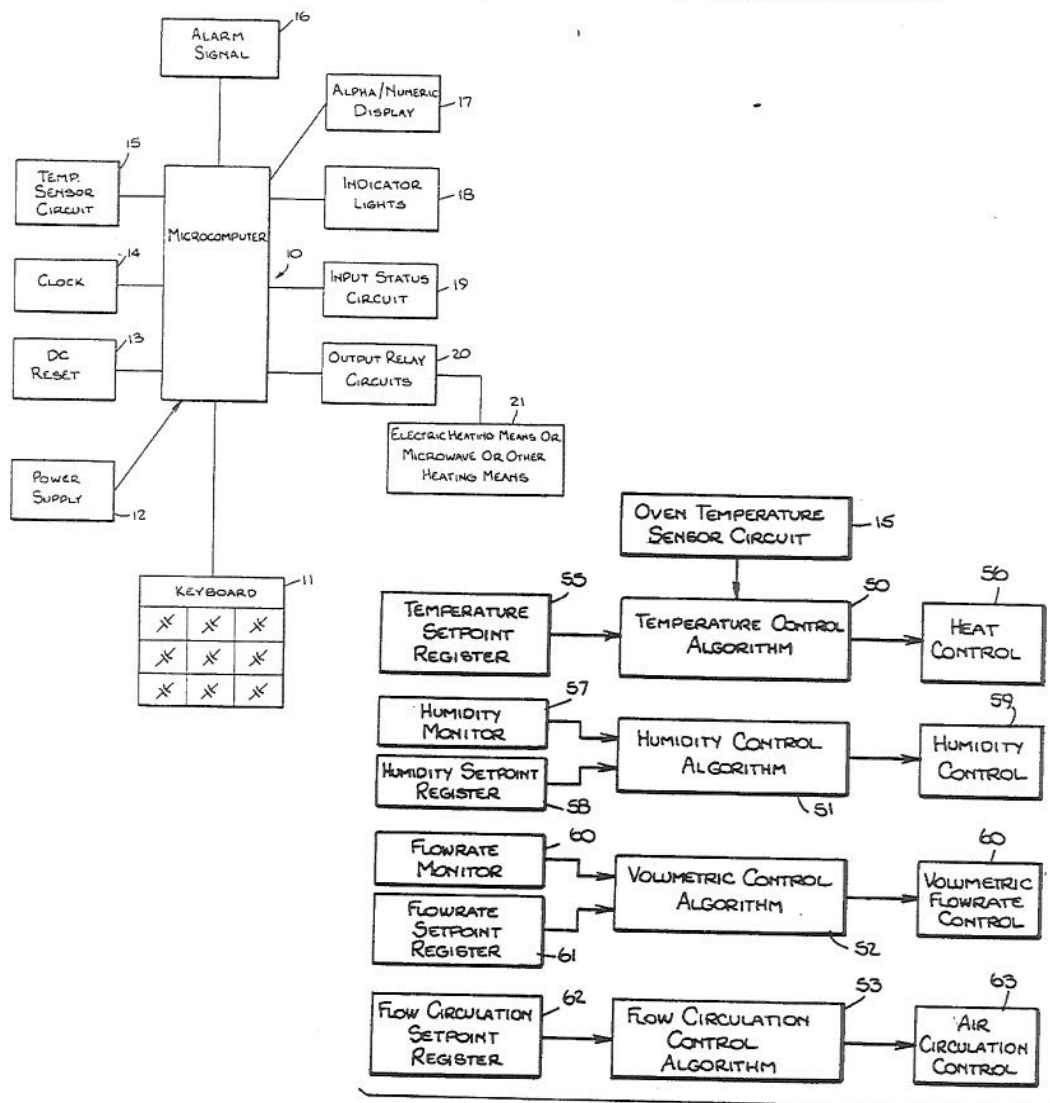 16
ALARM
SIGNAL
ALPHA/NUMERIC
DISPLAY
17
15
TEMP.
SENSOR
CIRCUIT
INDICATOR
LIGHTS
18
MICROCOMPUTER
10
14
CLOCK
INPUT STATUS
CIRCUIT
19
13
DC
RESET
OUTPUT RELAY
CIRCUITS
20
21
ELECTRIC HEATING MEANS OR
MICROWAVE OR OTHER
HEATING MEANS
POWER
SUPPLY
12
11
KEYBOARD
OVEN TEMPERATURE
SENSOR CIRCUIT
15
55
TEMPERATURE
SETPOINT
REGISTER
50
TEMPERATURE CONTROL
ALGORITHM
56
HEAT
CONTROL
57
HUMIDITY
MONITOR
HUMIDITY SETPOINT
REGISTER
58
HUMIDITY CONTROL
ALGORITHM
51
59
HUMIDITY
CONTROL
60
FLOWRATE
MONITOR
FLOWRATE
SETPOINT
REGISTER
61
VOLUMETRIC CONTROL
ALGORITHM
52
60
VOLUMETRIC
FLOWRATE
CONTROL
62
FLOW CIRCULATION
SETPOINT
REGISTER
53
FLOW CIRCULATION
CONTROL
ALGORITHM
63
AIR
CIRCULATION
CONTROL